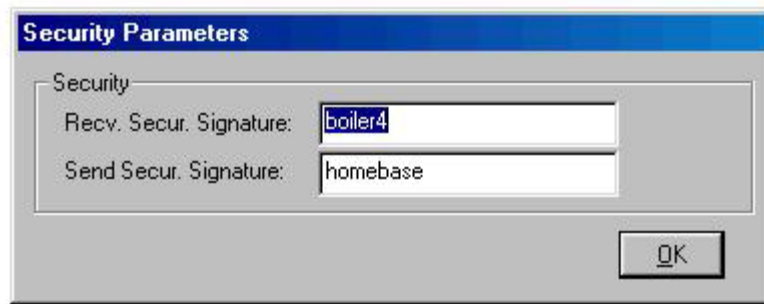 Security Parameters
Security
Recv. Secur. Signature: boiler4
Send Secur. Signature: homebase
OK